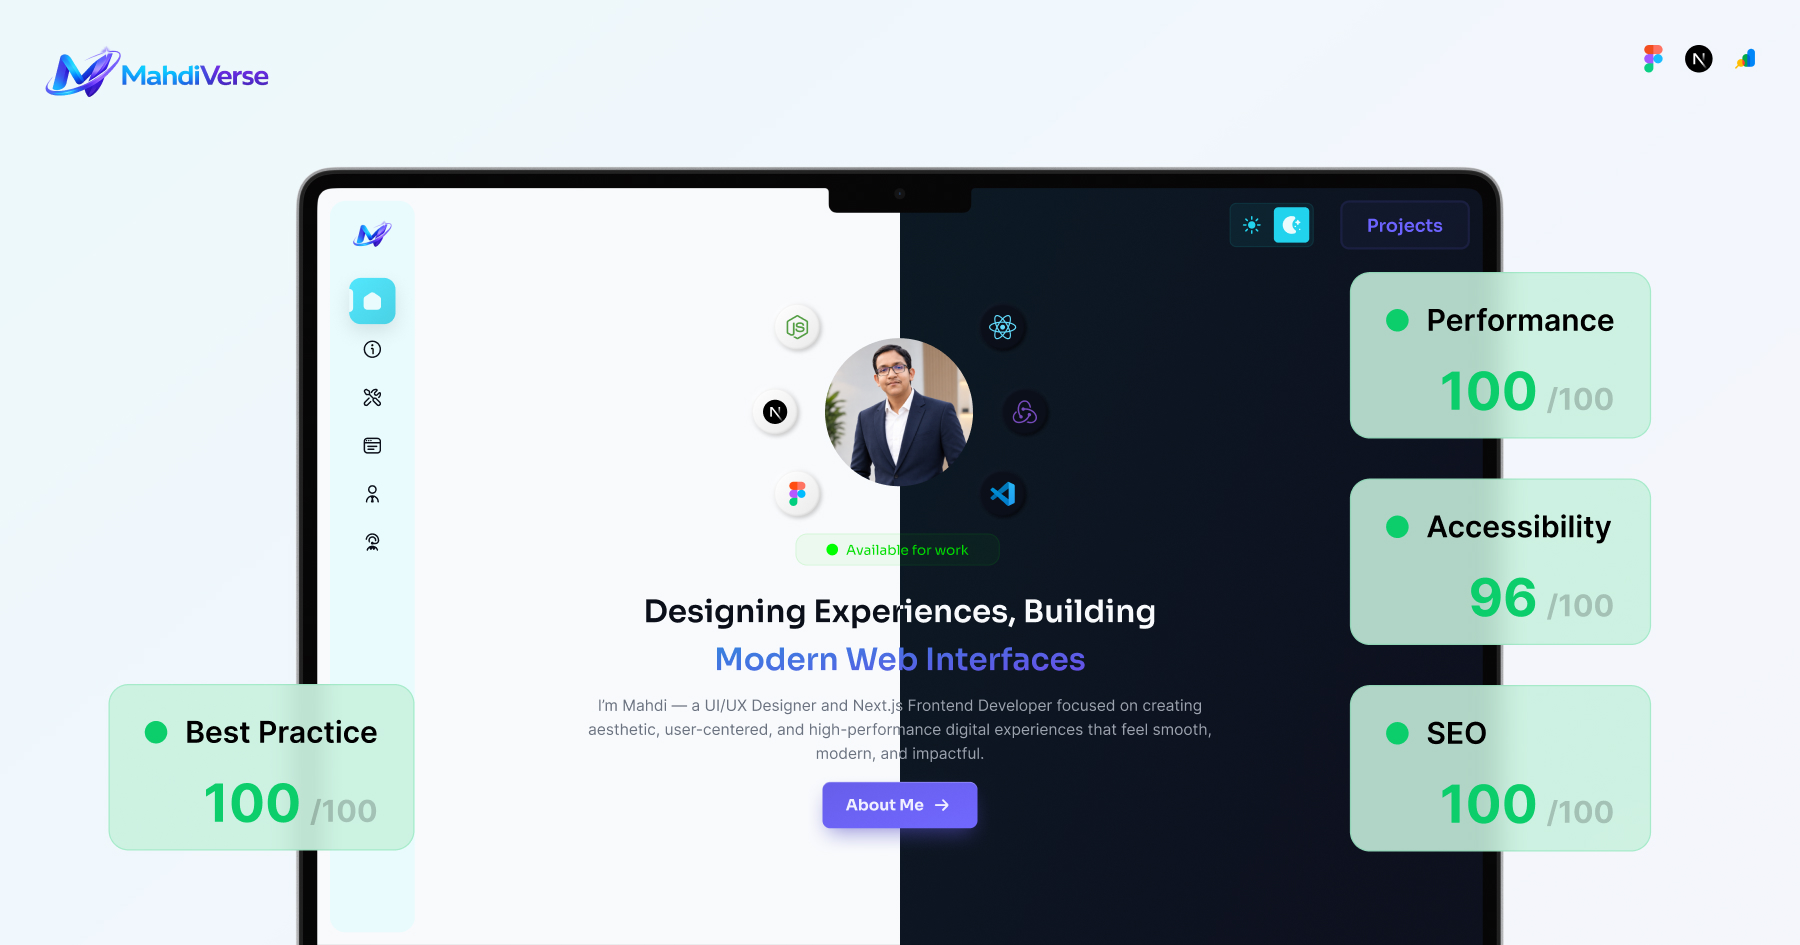 MahdiVerse
N
Projects
JS
N
Available for work
Designing Experiences, Building
Modern Web Interfaces
I'm Mahdi — a UI/UX Designer and Next.js Frontend Developer focused on creating
aesthetic, user-centered, and high-performance digital experiences that feel smooth,
modern, and impactful.
About Me →
Performance
100 /100
Accessibility
96 /100
Best Practice
100 /100
SEO
100 /100